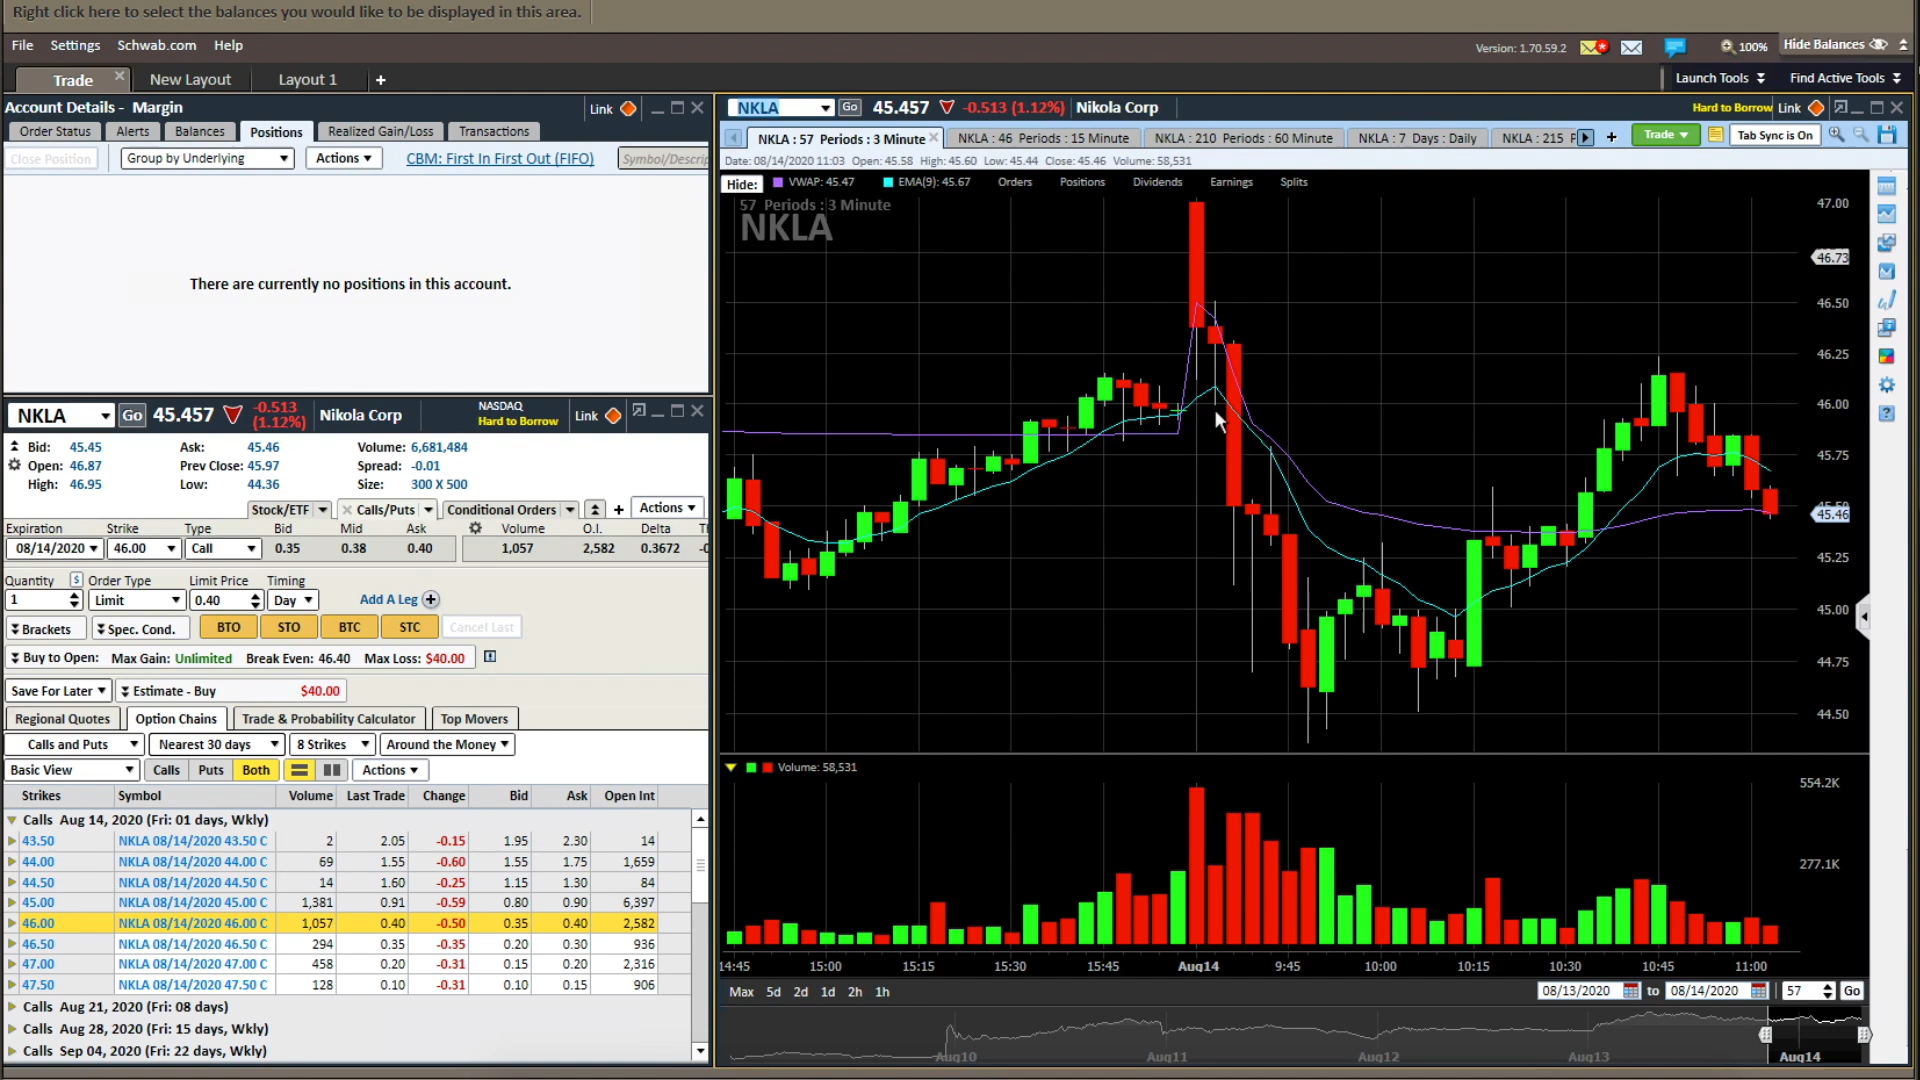 Right click here to select the balances you would like to be displayed in this area.
File Settings Schwab.com Help
Version: 1.70.59.2 100% Hide Balances
Trade New Layout Layout 1 +
Launch Tools Find Active Tools
Account Details - Margin Link
Order Status Alerts Balances Positions Realized Gain/Loss Transactions
Close Position Group by Underlying Actions CBM: First In First Out (FIFO) Symbol/Descrip
There are currently no positions in this account.
NKLA Go 45.457 -0.513 (1.12%) Nikola Corp NASDAQ Hard to Borrow Link
Bid: 45.45 Ask: 45.46 Volume: 6,681,484
Open: 46.87 Prev Close: 45.97 Spread: -0.01
High: 46.95 Low: 44.36 Size: 300 X 500
Stock/ETF Calls/Puts Conditional Orders + Actions
Expiration Strike Type Bid Mid Ask Volume O.I. Delta
08/14/2020 46.00 Call 0.35 0.38 0.40 1,057 2,582 0.3672
Quantity $ Order Type Limit Price Timing
1 Limit 0.40 Day Add A Leg
Brackets Spec. Cond. BTO STO BTC STC Cancel Last
Buy to Open: Max Gain: Unlimited Break Even: 46.40 Max Loss: $40.00
Save For Later Estimate - Buy $40.00
Regional Quotes Option Chains Trade & Probability Calculator Top Movers
Calls and Puts Nearest 30 days 8 Strikes Around the Money
Basic View Calls Puts Both Actions
Strikes Symbol Volume Last Trade Change Bid Ask Open Int
Calls Aug 14, 2020 (Fri: 01 days, Wkly)
43.50 NKLA 08/14/2020 43.50 C 2 2.05 -0.15 1.95 2.30 14
44.00 NKLA 08/14/2020 44.00 C 69 1.55 -0.60 1.55 1.75 1,659
44.50 NKLA 08/14/2020 44.50 C 14 1.60 -0.25 1.15 1.30 84
45.00 NKLA 08/14/2020 45.00 C 1,381 0.91 -0.59 0.80 0.90 6,397
46.00 NKLA 08/14/2020 46.00 C 1,057 0.40 -0.50 0.35 0.40 2,582
46.50 NKLA 08/14/2020 46.50 C 294 0.35 -0.35 0.20 0.30 936
47.00 NKLA 08/14/2020 47.00 C 458 0.20 -0.31 0.15 0.20 2,316
47.50 NKLA 08/14/2020 47.50 C 128 0.10 -0.31 0.10 0.15 906
Calls Aug 21, 2020 (Fri: 08 days)
Calls Aug 28, 2020 (Fri: 15 days, Wkly)
Calls Sep 04, 2020 (Fri: 22 days, Wkly)
NKLA Go 45.457 -0.513 (1.12%) Nikola Corp Hard to Borrow Link
NKLA : 57 Periods : 3 Minute NKLA : 46 Periods : 15 Minute NKLA : 210 Periods : 60 Minute NKLA : 7 Days : Daily NKLA : 215 P + Trade Tab Sync is On
Date: 08/14/2020 11:03 Open: 45.58 High: 45.60 Low: 45.44 Close: 45.46 Volume: 58,531
Hide: VWAP: 45.47 EMA(9): 45.67 Orders Positions Dividends Earnings Splits
57 Periods : 3 Minute
NKLA
47.00
46.73
46.50
46.25
46.00
45.75
45.50
45.46
45.25
45.00
44.75
44.50
Volume: 58,531
554.2K
277.1K
14:45 15:00 15:15 15:30 15:45 Aug14 9:45 10:00 10:15 10:30 10:45 11:00
Max 5d 2d 1d 2h 1h 08/13/2020 to 08/14/2020 57 Go
Aug10 Aug11 Aug12 Aug13 Aug14